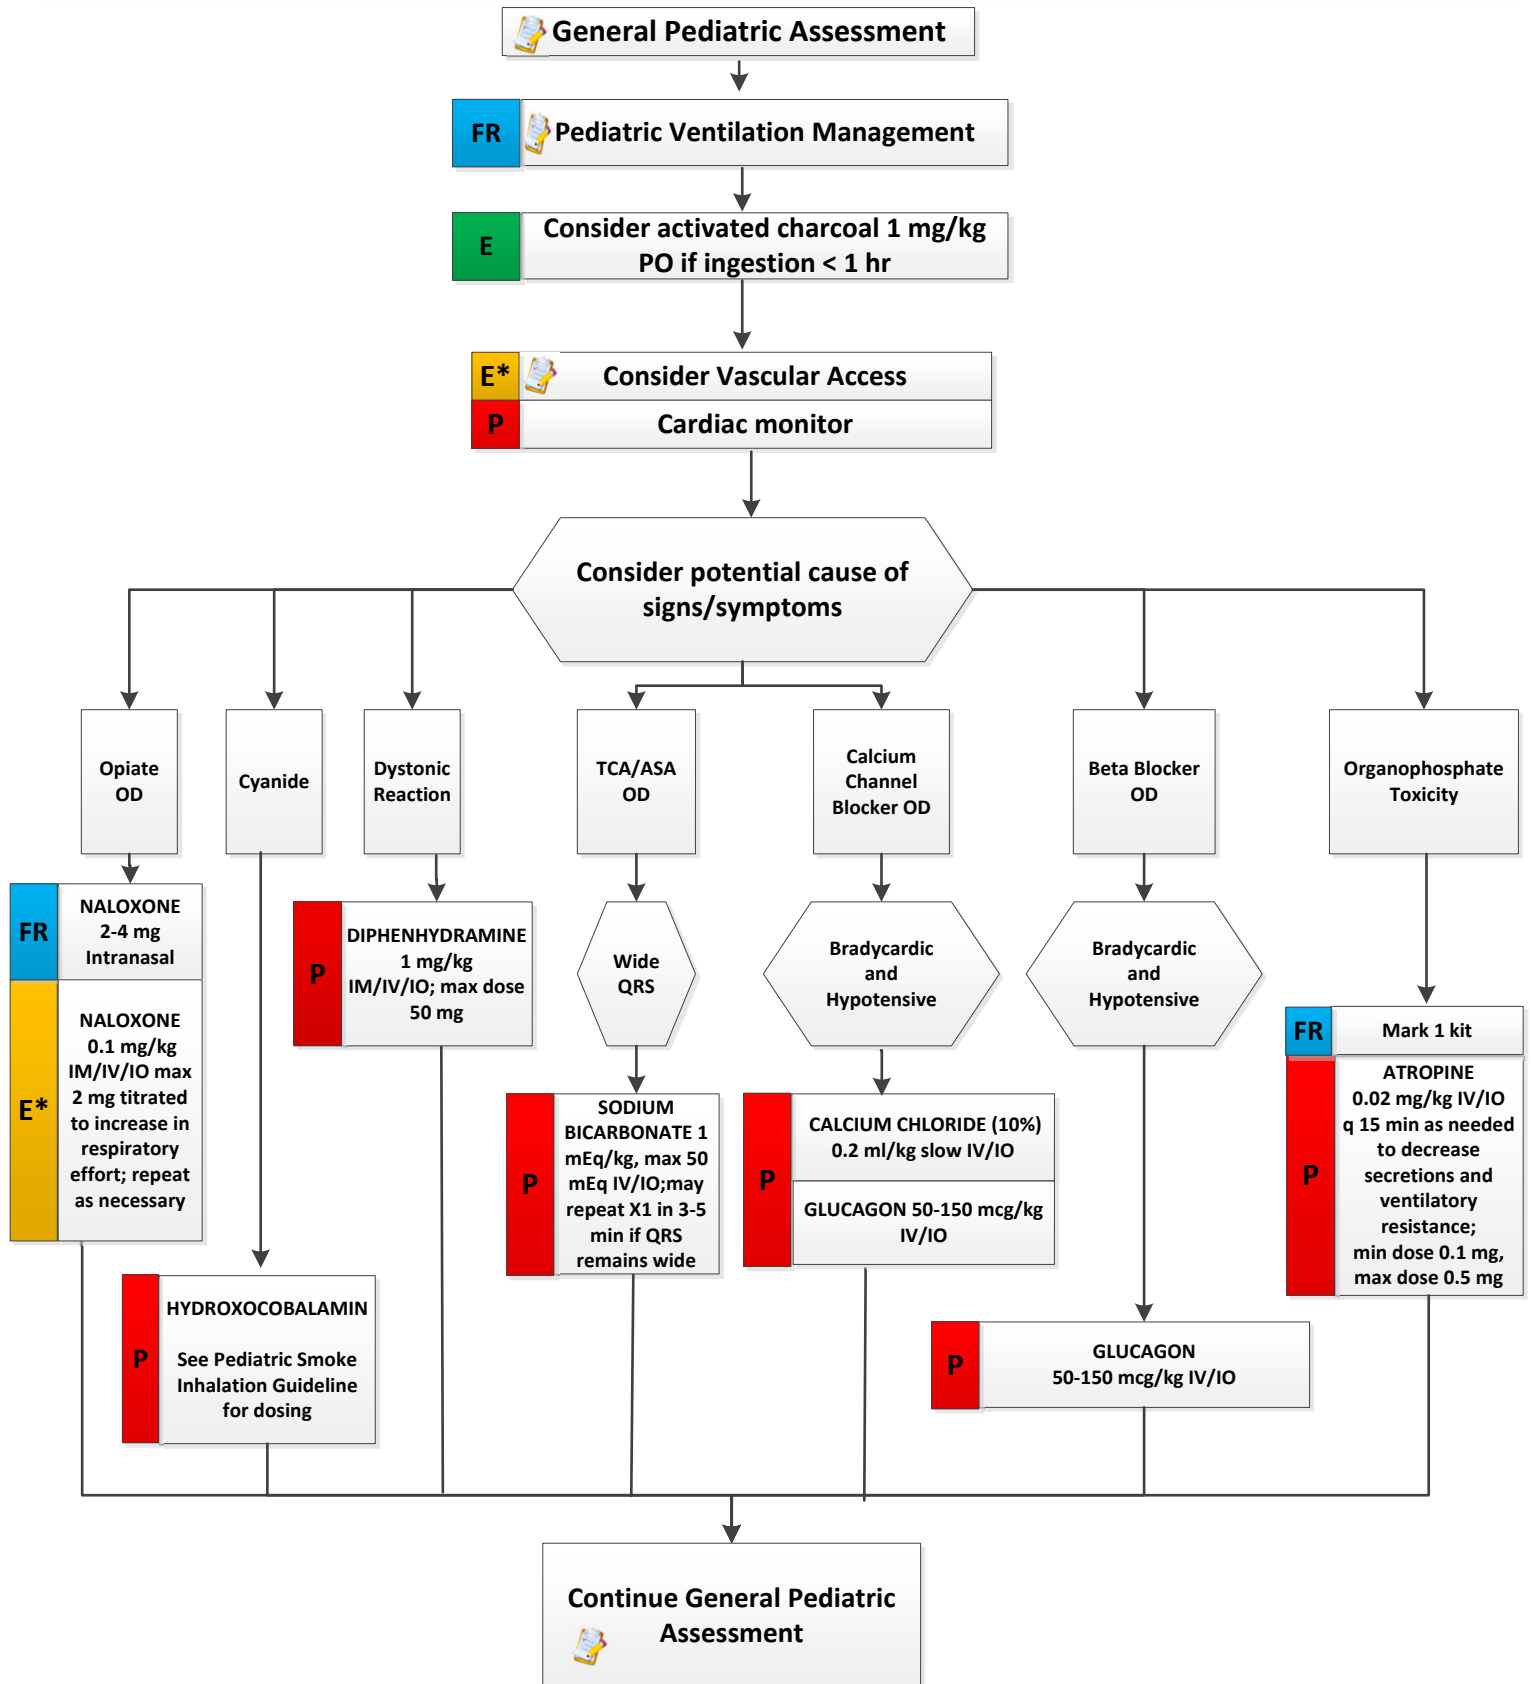 General Pediatric Assessment
FR
Pediatric Ventilation Management
E
Consider activated charcoal 1 mg/kg
PO if ingestion < 1 hr
E*
Consider Vascular Access
P
Cardiac monitor
Consider potential cause of
signs/symptoms
Opiate
OD
Cyanide
Dystonic
Reaction
TCA/ASA
OD
Calcium
Channel
Blocker OD
Beta Blocker
OD
Organophosphate
Toxicity
FR
NALOXONE
2-4 mg
Intranasal
E*
NALOXONE
0.1 mg/kg
IM/IV/IO max
2 mg titrated
to increase in
respiratory
effort; repeat
as necessary
P
HYDROXOCOBALAMIN
See Pediatric Smoke
Inhalation Guideline
for dosing
P
DIPHENHYDRAMINE
1 mg/kg
IM/IV/IO; max dose
50 mg
Wide
QRS
P
SODIUM
BICARBONATE 1
mEq/kg, max 50
mEq IV/IO;may
repeat X1 in 3-5
min if QRS
remains wide
Bradycardic
and
Hypotensive
P
CALCIUM CHLORIDE (10%)
0.2 ml/kg slow IV/IO
GLUCAGON 50-150 mcg/kg
IV/IO
Bradycardic
and
Hypotensive
P
GLUCAGON
50-150 mcg/kg IV/IO
FR
Mark 1 kit
P
ATROPINE
0.02 mg/kg IV/IO
q 15 min as needed
to decrease
secretions and
ventilatory
resistance;
min dose 0.1 mg,
max dose 0.5 mg
Continue General Pediatric
Assessment